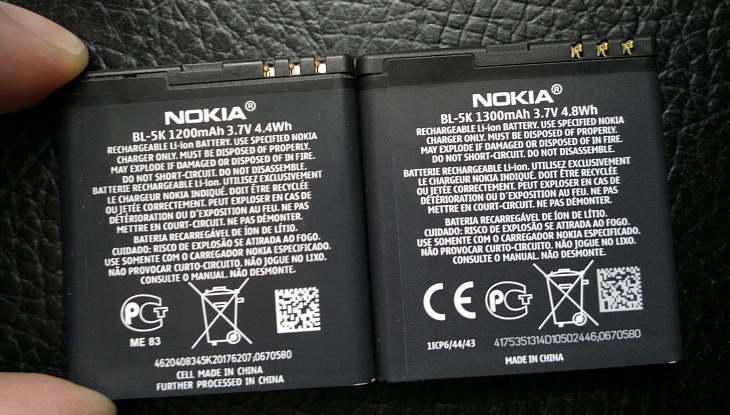 NOKIA®
BL-5K 1200mAh 3.7V 4.4Wh
RECHARGEABLE Li-ion BATTERY. USE SPECIFIED NOKIA
CHARGER ONLY. MUST BE DISPOSED OF PROPERLY.
MAY EXPLODE IF DAMAGED OR DISPOSED OF IN FIRE.
DO NOT SHORT-CIRCUIT. DO NOT DISASSEMBLE.
BATTERIE RECHARGEABLE Li-ion. UTILISEZ EXCLUSIVEMENT
LE CHARGEUR NOKIA INDIQUÉ. DOIT ÊTRE RECYCLÉE
OU JETÉE CORRECTEMENT. PEUT EXPLOSER EN CAS DE
DÉTÉRIORATION OU D'EXPOSITION AU FEU. NE PAS
METTRE EN COURT-CIRCUIT. NE PAS DÉMONTER.
BATERIA RECARREGÁVEL DE ÍON DE LÍTIO.
CUIDADO: RISCO DE EXPLOSÃO SE ATIRADA AO FOGO.
USE SOMENTE COM O CARREGADOR NOKIA ESPECIFICADO.
NÃO PROVOCAR CURTO-CIRCUITO. NÃO JOGUE NO LIXO.
CONSULTE O MANUAL. NÃO DESMONTE.
PCT
ME 83
4620408345K20176207;0670580
CELL MADE IN CHINA
FURTHER PROCESSED IN CHINA
NOKIA®
BL-5K 1300mAh 3.7V 4.8Wh
RECHARGEABLE Li-ion BATTERY. USE SPECIFIED NOKIA
CHARGER ONLY. MUST BE DISPOSED OF PROPERLY.
MAY EXPLODE IF DAMAGED OR DISPOSED OF IN FIRE.
DO NOT SHORT-CIRCUIT. DO NOT DISASSEMBLE.
BATTERIE RECHARGEABLE Li-ion. UTILISEZ EXCLUSIVEMENT
LE CHARGEUR NOKIA INDIQUÉ. DOIT ÊTRE RECYCLÉE
OU JETÉE CORRECTEMENT. PEUT EXPLOSER EN CAS DE
DÉTÉRIORATION OU D'EXPOSITION AU FEU. NE PAS
METTRE EN COURT-CIRCUIT. NE PAS DÉMONTER.
BATERIA RECARREGÁVEL DE ÍON DE LÍTIO.
CUIDADO: RISCO DE EXPLOSÃO SE ATIRADA AO FOGO.
USE SOMENTE COM O CARREGADOR NOKIA ESPECIFICADO.
NÃO PROVOCAR CURTO-CIRCUITO. NÃO JOGUE NO LIXO.
CONSULTE O MANUAL. NÃO DESMONTE.
CE PCT
1ICP6/44/43 4175351314D10502446;0670580
MADE IN CHINA